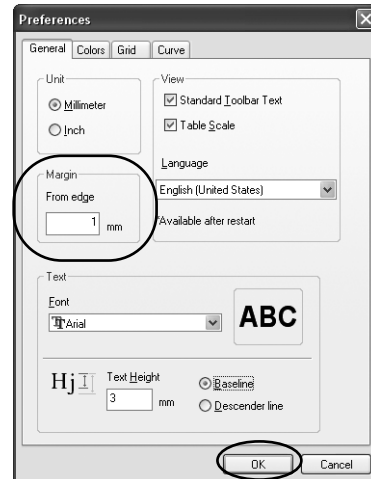 Preferences
General Colors Grid Curve
Unit
Millimeter
Inch
View
Standard Toolbar Text
Table Scale
Language
English (United States)
*Available after restart
Margin
From edge
1 mm
Text
Font
Arial
ABC
Hj
Text Height
3 mm
Baseline
Descender line
OK Cancel